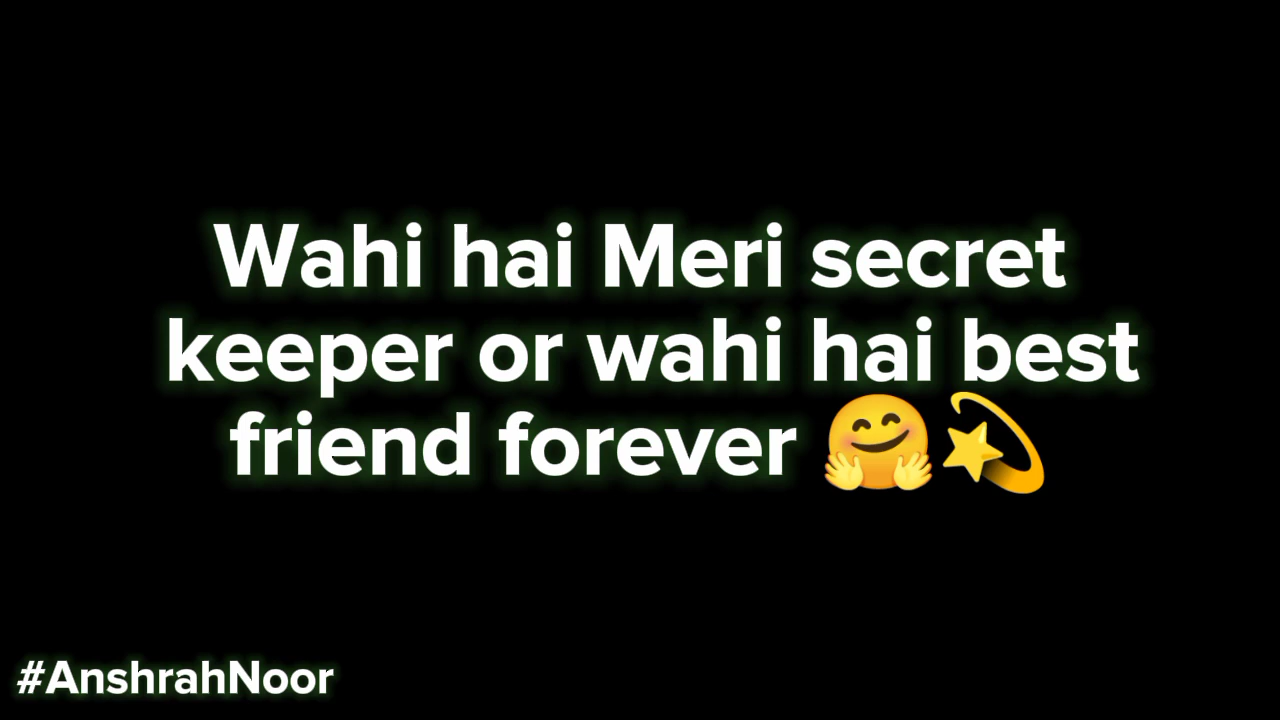 Wahi hai Meri secret
keeper or wahi hai best
friend forever 🤗💫
#AnshrahNoor